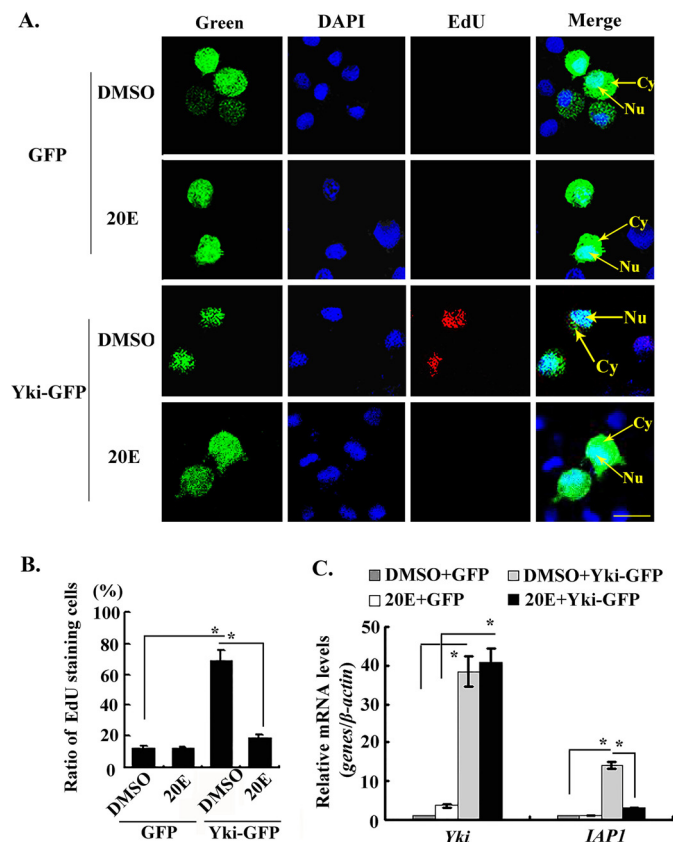 A.
Green DAPI EdU Merge
GFP
DMSO
Cy
Nu
20E
Cy
Nu
Yki-GFP
DMSO
Nu
Cy
20E
Cy
Nu
B.
(%)
Ratio of EdU staining cells
100
80
60
40
20
0
* *
DMSO 20E DMSO 20E
GFP Yki-GFP
C.
DMSO+GFP DMSO+Yki-GFP
20E+GFP 20E+Yki-GFP
Relative mRNA levels
(genes/β-actin)
50
40
30
20
10
0
* *
* *
Yki IAP1